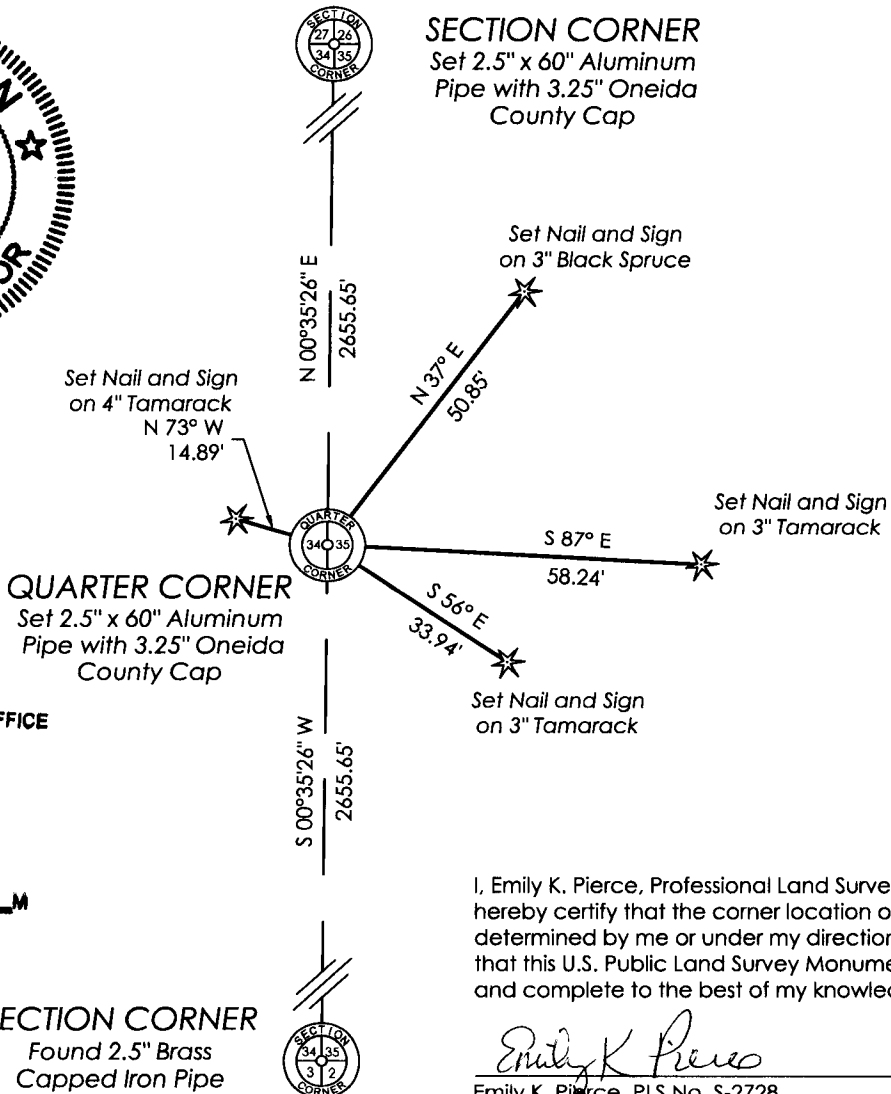 SECTION
27 26
34 35
CORNER
SECTION CORNER
Set 2.5" x 60" Aluminum
Pipe with 3.25" Oneida
County Cap
N
OR
N 00°35'26" E
2655.65'
Set Nail and Sign
on 3" Black Spruce
N 37° E
50.85'
Set Nail and Sign
on 4" Tamarack
N 73° W
14.89'
QUARTER
34 35
CORNER
S 87° E
58.24'
Set Nail and Sign
on 3" Tamarack
QUARTER CORNER
Set 2.5" x 60" Aluminum
Pipe with 3.25" Oneida
County Cap
S 56° E
33.94'
Set Nail and Sign
on 3" Tamarack
FFICE
S 00°35'26" W
2655.65'
M
I, Emily K. Pierce, Professional Land Surve
hereby certify that the corner location o
determined by me or under my direction
that this U.S. Public Land Survey Monume
and complete to the best of my knowled
ECTION CORNER
Found 2.5" Brass
Capped Iron Pipe
SECTION
34 35
3 2
CORNER
Emily K Pierce
Emily K. Pierce, PLS No. S-2728